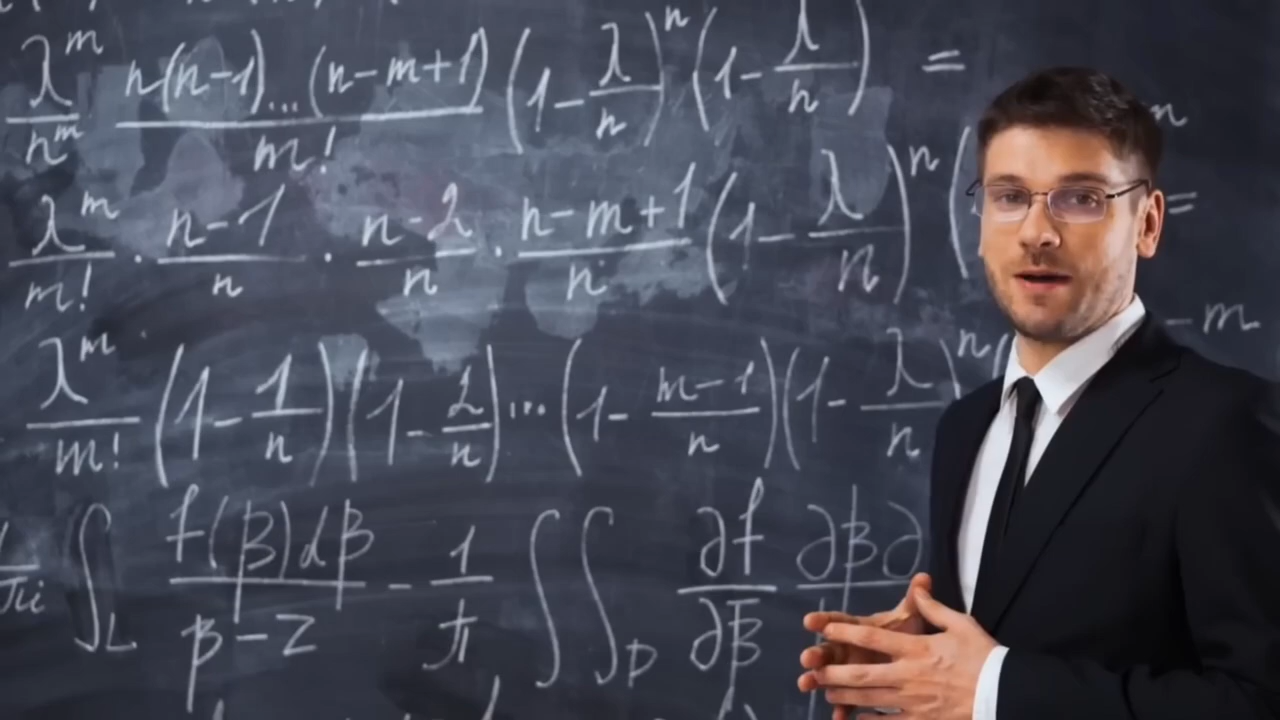 λ^m/n^m n(n-1)...(n-m+1)/m! (1-λ/n)^n (1-λ/n) =
λ^m/m! · n-1/n · n-2/n · n-m+1/n (1-λ/n)^n ( =
λ^m/m! (1-1/n)(1-2/n)...(1-m-1/n)(1-λ/n)^n ( -m
∫_L f(β)dβ/β-z - 1/π ∫∫_D ∂f/∂β̄ ∂β∂